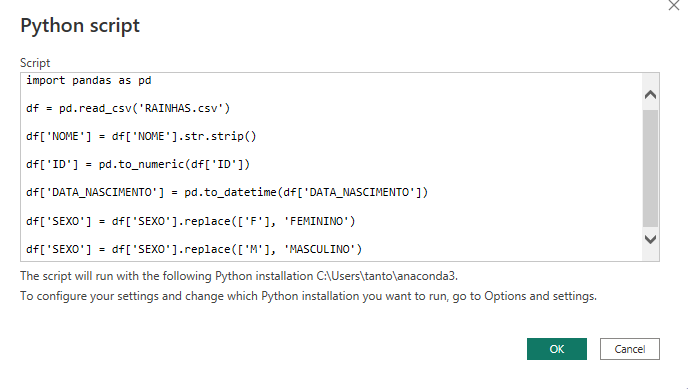 Python script
Script
import pandas as pd
df = pd.read_csv('RAINHAS.csv')
df['NOME'] = df['NOME'].str.strip()
df['ID'] = pd.to_numeric(df['ID'])
df['DATA_NASCIMENTO'] = pd.to_datetime(df['DATA_NASCIMENTO'])
df['SEXO'] = df['SEXO'].replace(['F'], 'FEMININO')
df['SEXO'] = df['SEXO'].replace(['M'], 'MASCULINO')
The script will run with the following Python installation C:\Users\tanto\anaconda3.
To configure your settings and change which Python installation you want to run, go to Options and settings.
OK
Cancel